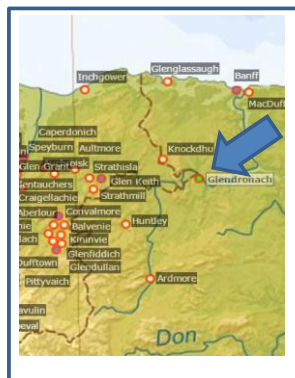 Inchgower
Glenglassaugh
Banff
MacDuff
Caperdonich
Speyburn
Aultmore
Knockdhu
Glen Grant
Strathisla
Glendronach
Glentauchers
Glen Keith
Craigellachie
Strathmill
Aberlour
Convalmore
Balvenie
Huntley
Kininvie
Dufftown
Glenfiddich
Glendullan
Pittyvaich
Ardmore
Don